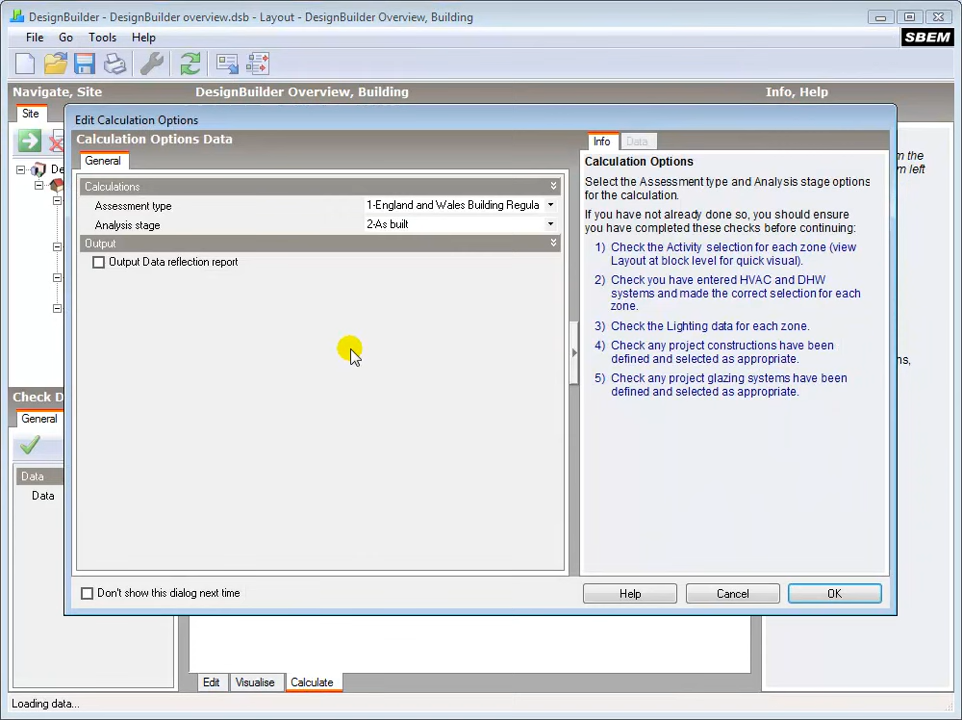 DesignBuilder - DesignBuilder overview.dsb - Layout - DesignBuilder Overview, Building
File Go Tools Help
SBEM
Navigate, Site
DesignBuilder Overview, Building
Info, Help
Site
Edit Calculation Options
Calculation Options Data
General
Calculations
Assessment type 1-England and Wales Building Regula
Analysis stage 2-As built
Output
Output Data reflection report
Don't show this dialog next time
Info Data
Calculation Options
Select the Assessment type and Analysis stage options
for the calculation.
If you have not already done so, you should ensure
you have completed these checks before continuing:
1) Check the Activity selection for each zone (view
Layout at block level for quick visual).
2) Check you have entered HVAC and DHW
systems and made the correct selection for each
zone.
3) Check the Lighting data for each zone.
4) Check any project constructions have been
defined and selected as appropriate.
5) Check any project glazing systems have been
defined and selected as appropriate.
Help Cancel OK
De
m the
m left
ns,
Check D
General
Data
Data
Edit Visualise Calculate
Loading data...